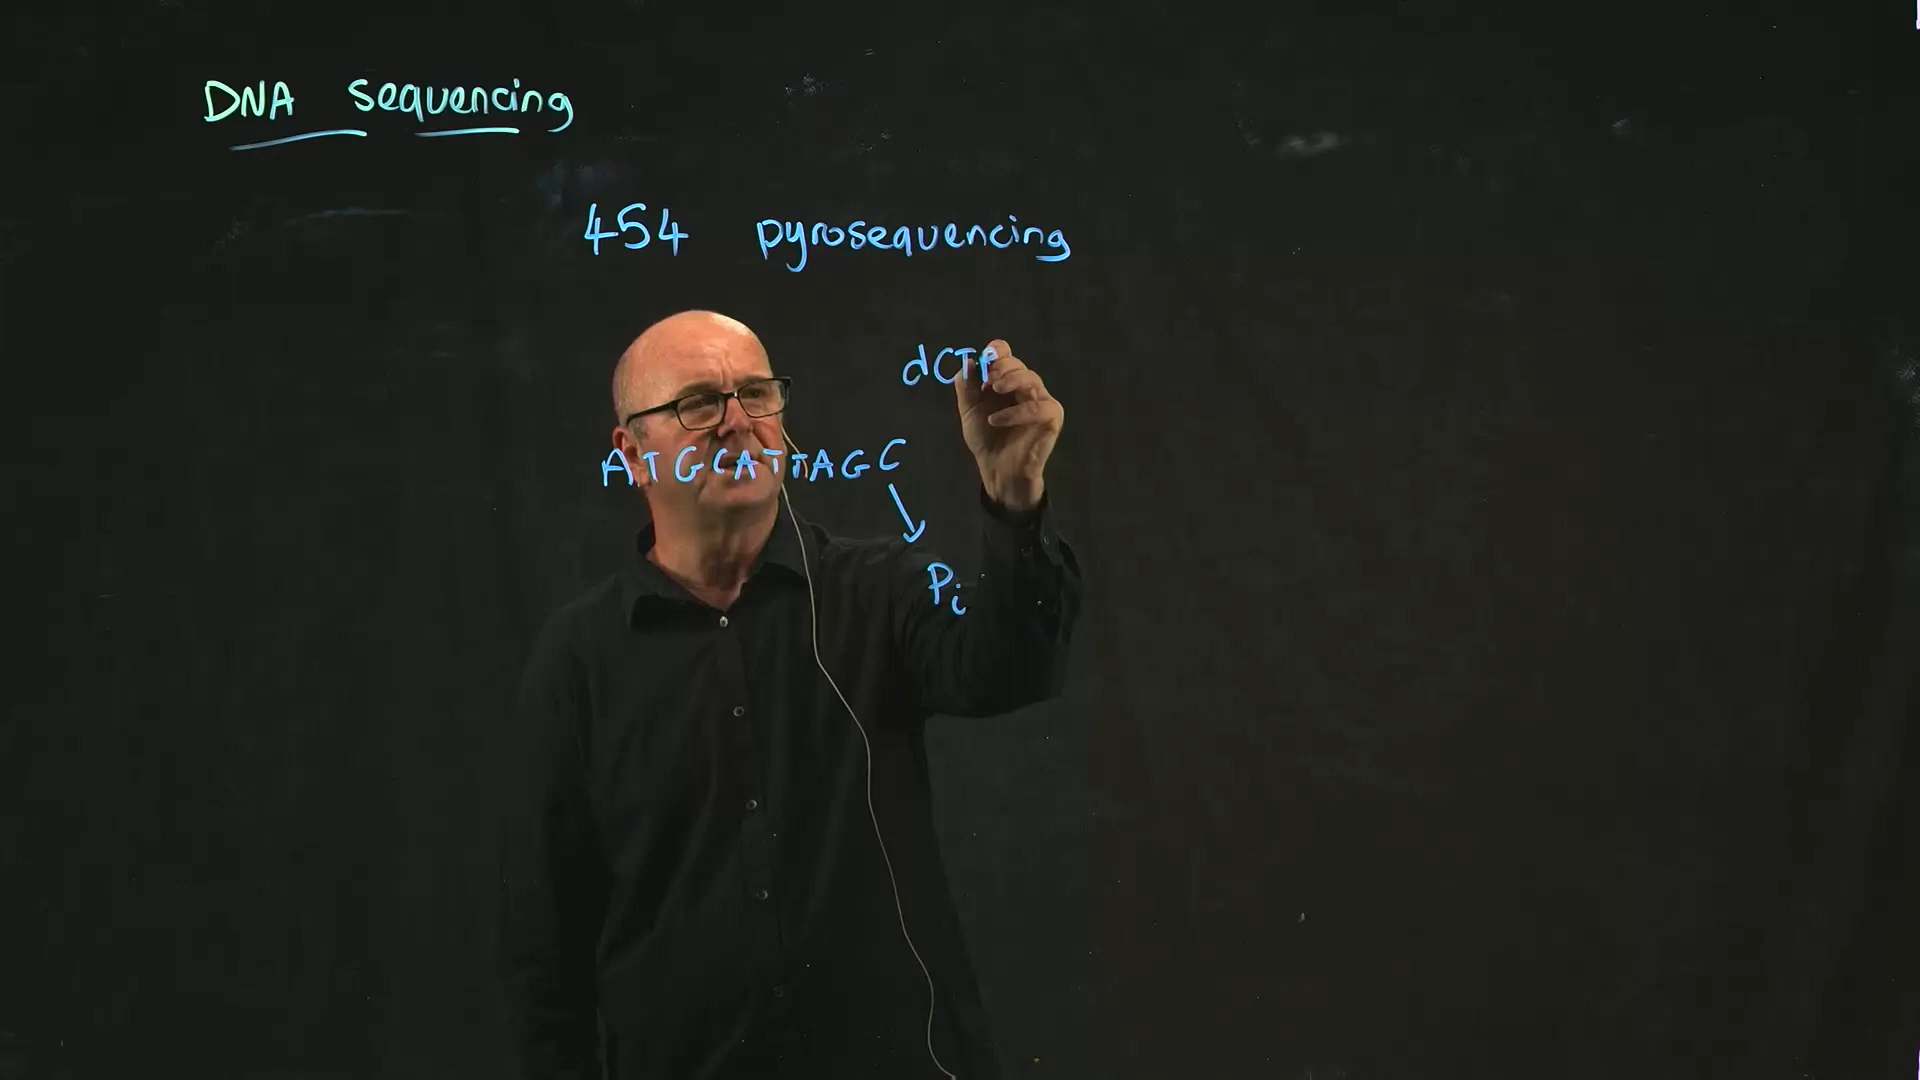 DNA sequencing
454 pyrosequencing
dCTP
ATGCATTAGC
Pi